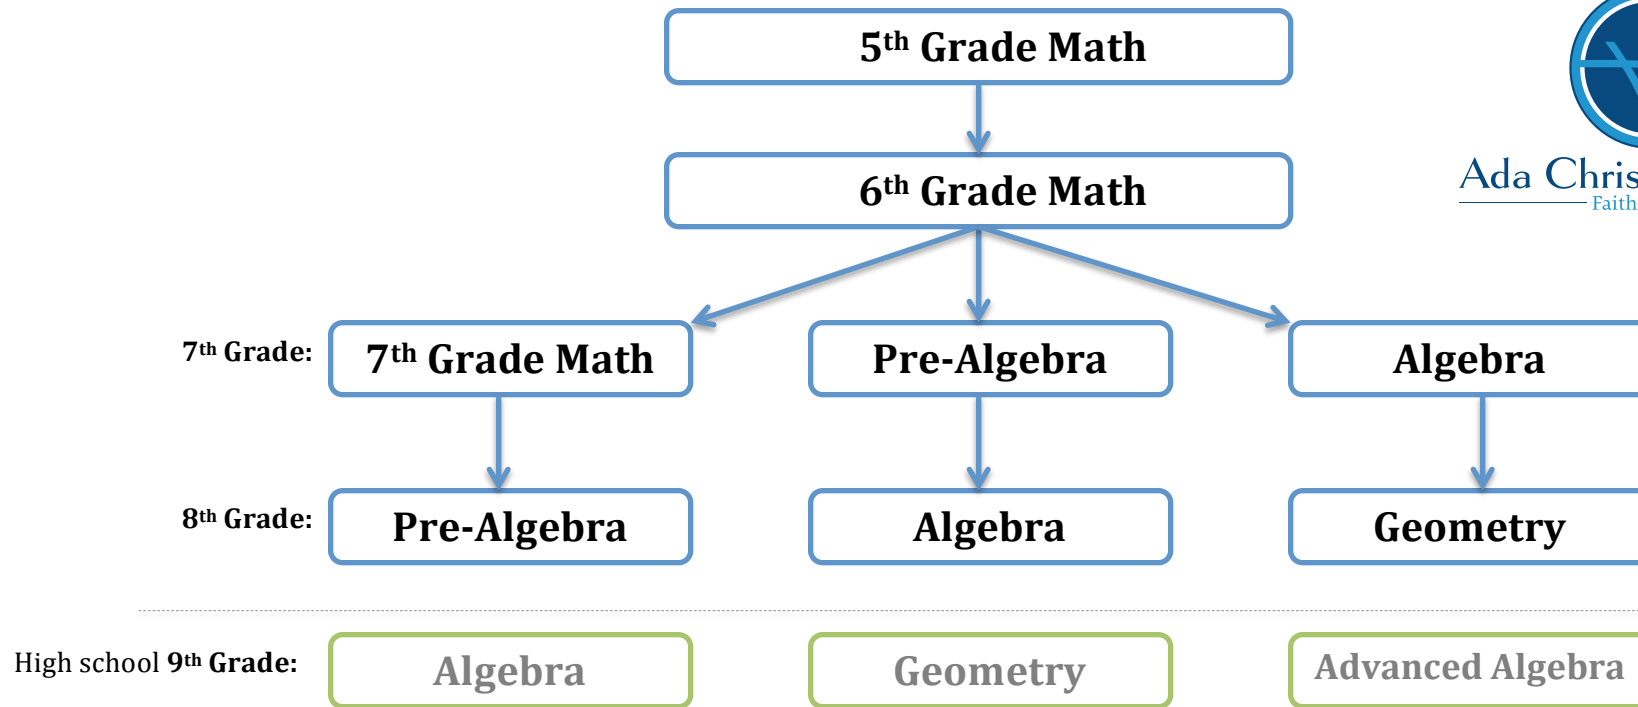 5th Grade Math
6th Grade Math
Ada Chris
Faith
7th Grade: 7th Grade Math Pre-Algebra Algebra
8th Grade: Pre-Algebra Algebra Geometry
High school 9th Grade: Algebra Geometry Advanced Algebra